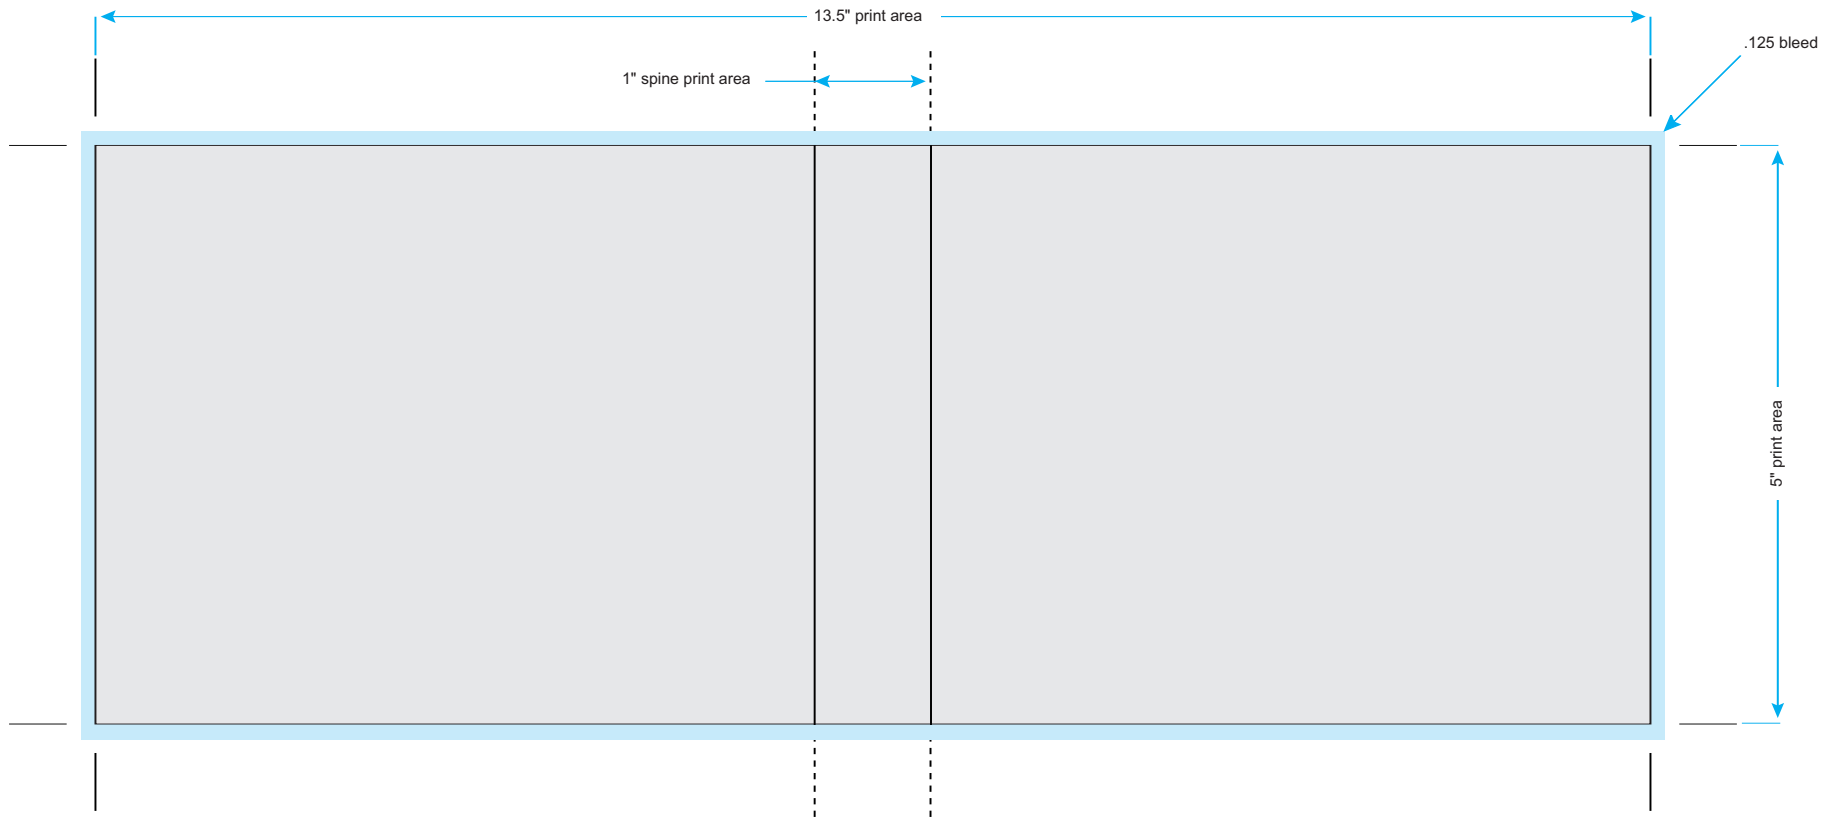 13.5" print area
.125 bleed
1" spine print area
5" print area